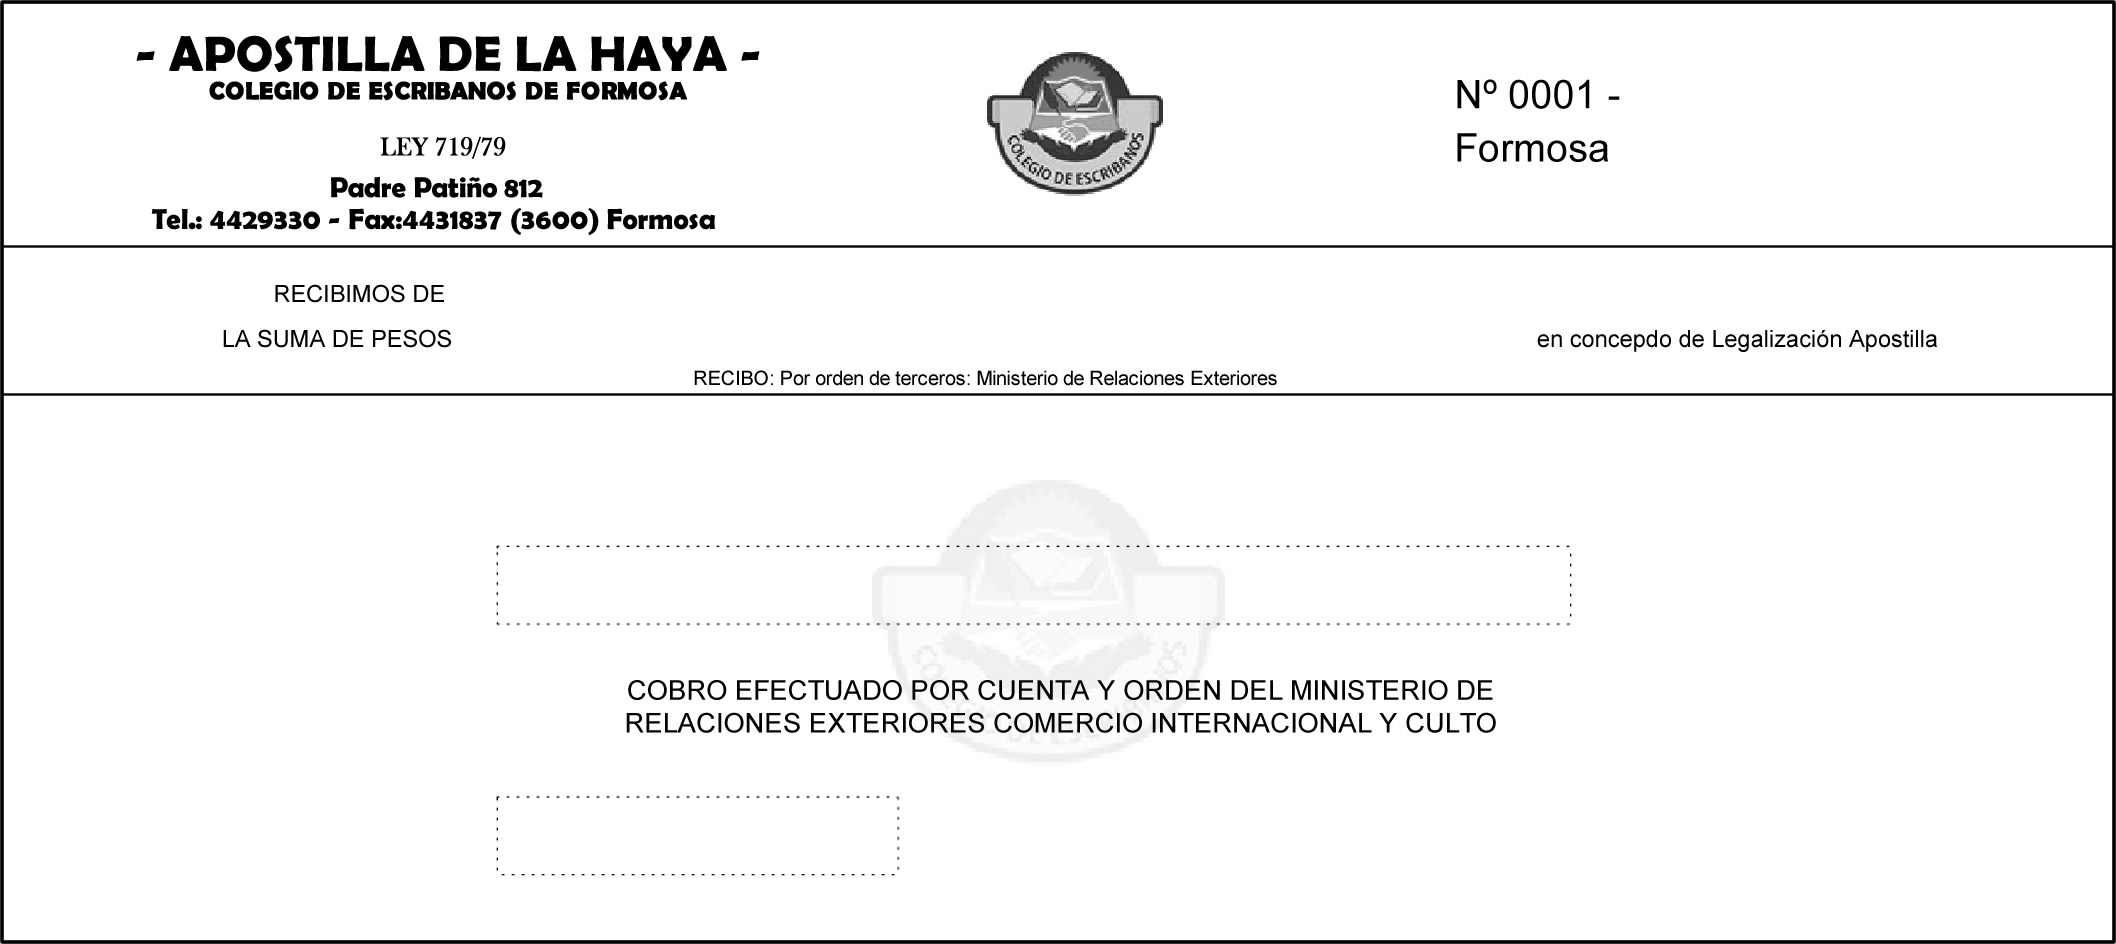 - APOSTILLA DE LA HAYA -
COLEGIO DE ESCRIBANOS DE FORMOSA
LEY 719/79
Padre Patiño 812
Tel.: 4429330 - Fax:4431837 (3600) Formosa
COLEGIO DE ESCRIBANOS
Nº 0001 -
Formosa
RECIBIMOS DE
LA SUMA DE PESOS
en concepdo de Legalización Apostilla
RECIBO: Por orden de terceros: Ministerio de Relaciones Exteriores
COBRO EFECTUADO POR CUENTA Y ORDEN DEL MINISTERIO DE
RELACIONES EXTERIORES COMERCIO INTERNACIONAL Y CULTO
COLEGIO DE ESCRIBANOS